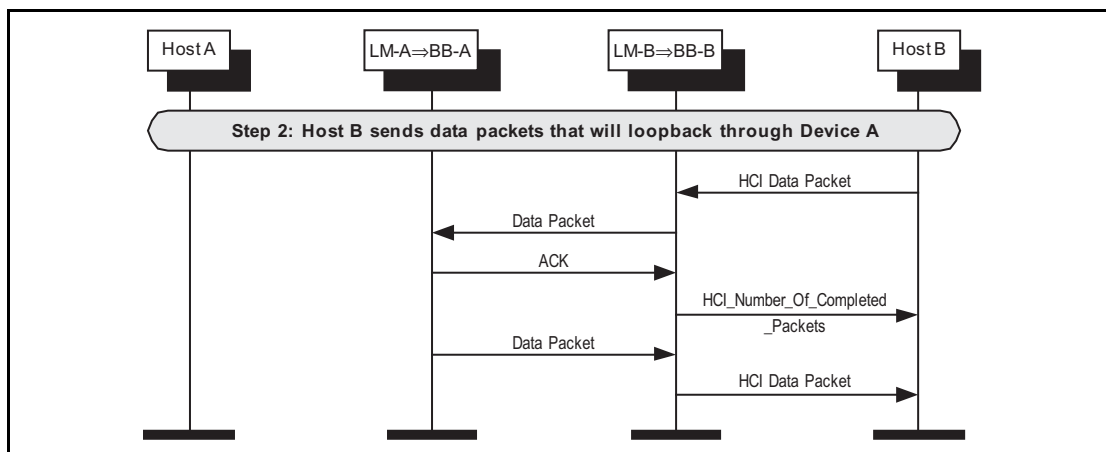 Host A
LM-A⇒BB-A
LM-B⇒BB-B
Host B
Step 2: Host B sends data packets that will loopback through Device A
HCI Data Packet
Data Packet
ACK
HCI_Number_Of_Completed
_Packets
Data Packet
HCI Data Packet